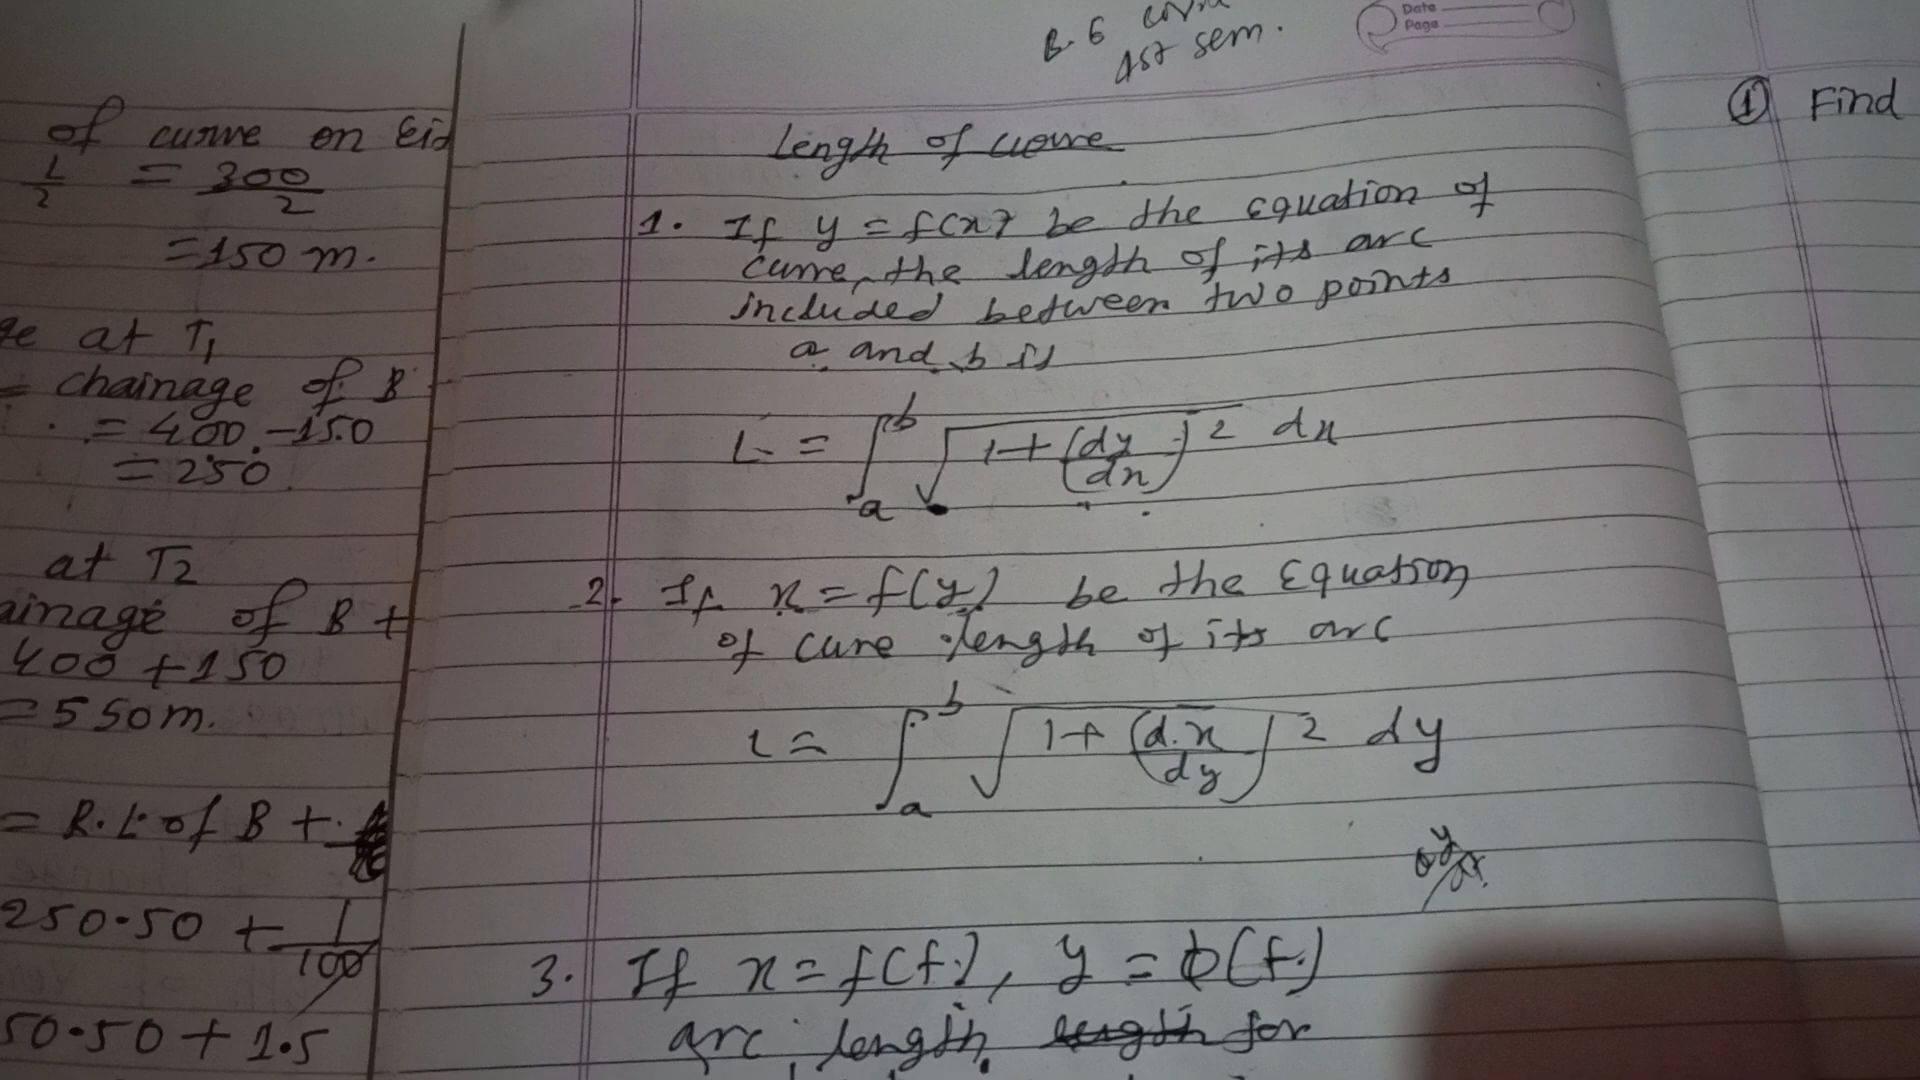 of curve on Eid
L/2 = 300/2
= 150 m.
ge at T1
= chainage of B
= 400 - 150
= 250
at T2
ainage of B +
400 + 150
= 550m.
= R.L of B +
250.50 + 1/100
50.50 + 1.5
B.E
1st sem.
Date
Page
Length of curve
1. If y = f(x) be the equation of
curve, the length of its arc
included between two points
a and b is
L = ∫_a^b √(1+(dy/dx)^2) dx
2. If x = f(y) be the Equation
of cure length of its arc
L = ∫_a^b √(1+(dx/dy)^2) dy
3. If x = f(t), y = φ(t)
arc length length for
① Find